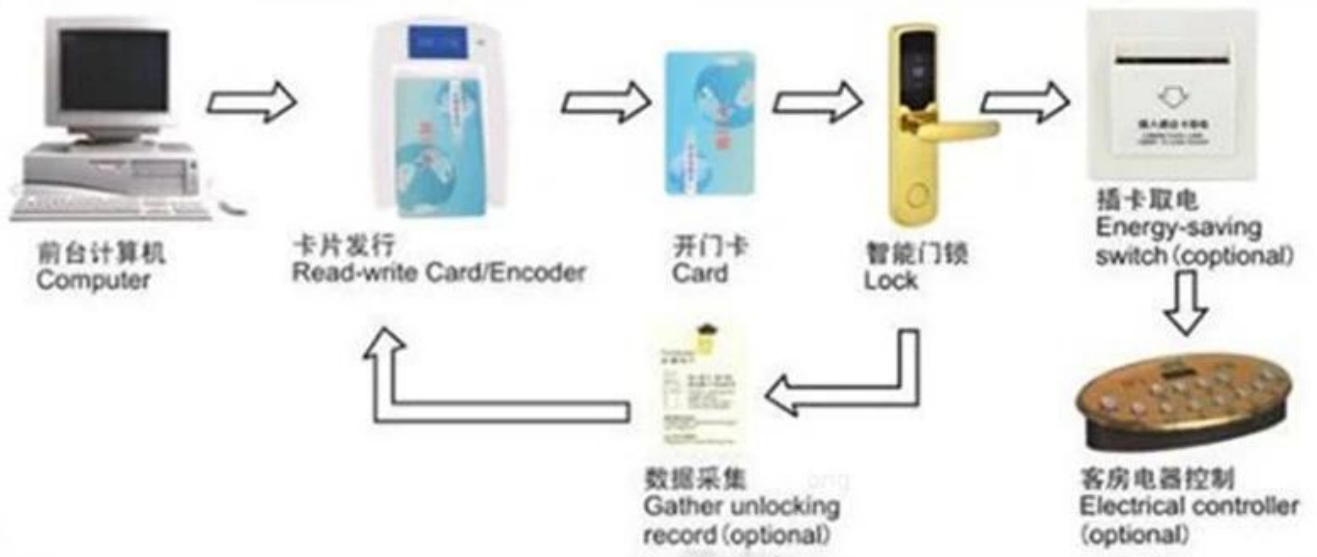 前台计算机
Computer
卡片发行
Read-write Card/Encoder
开门卡
Card
智能门锁
Lock
插卡取电
Energy-saving
switch(coptional)
数据采集
Gather unlocking
record(optional)
客房电器控制
Electrical controller
(optional)